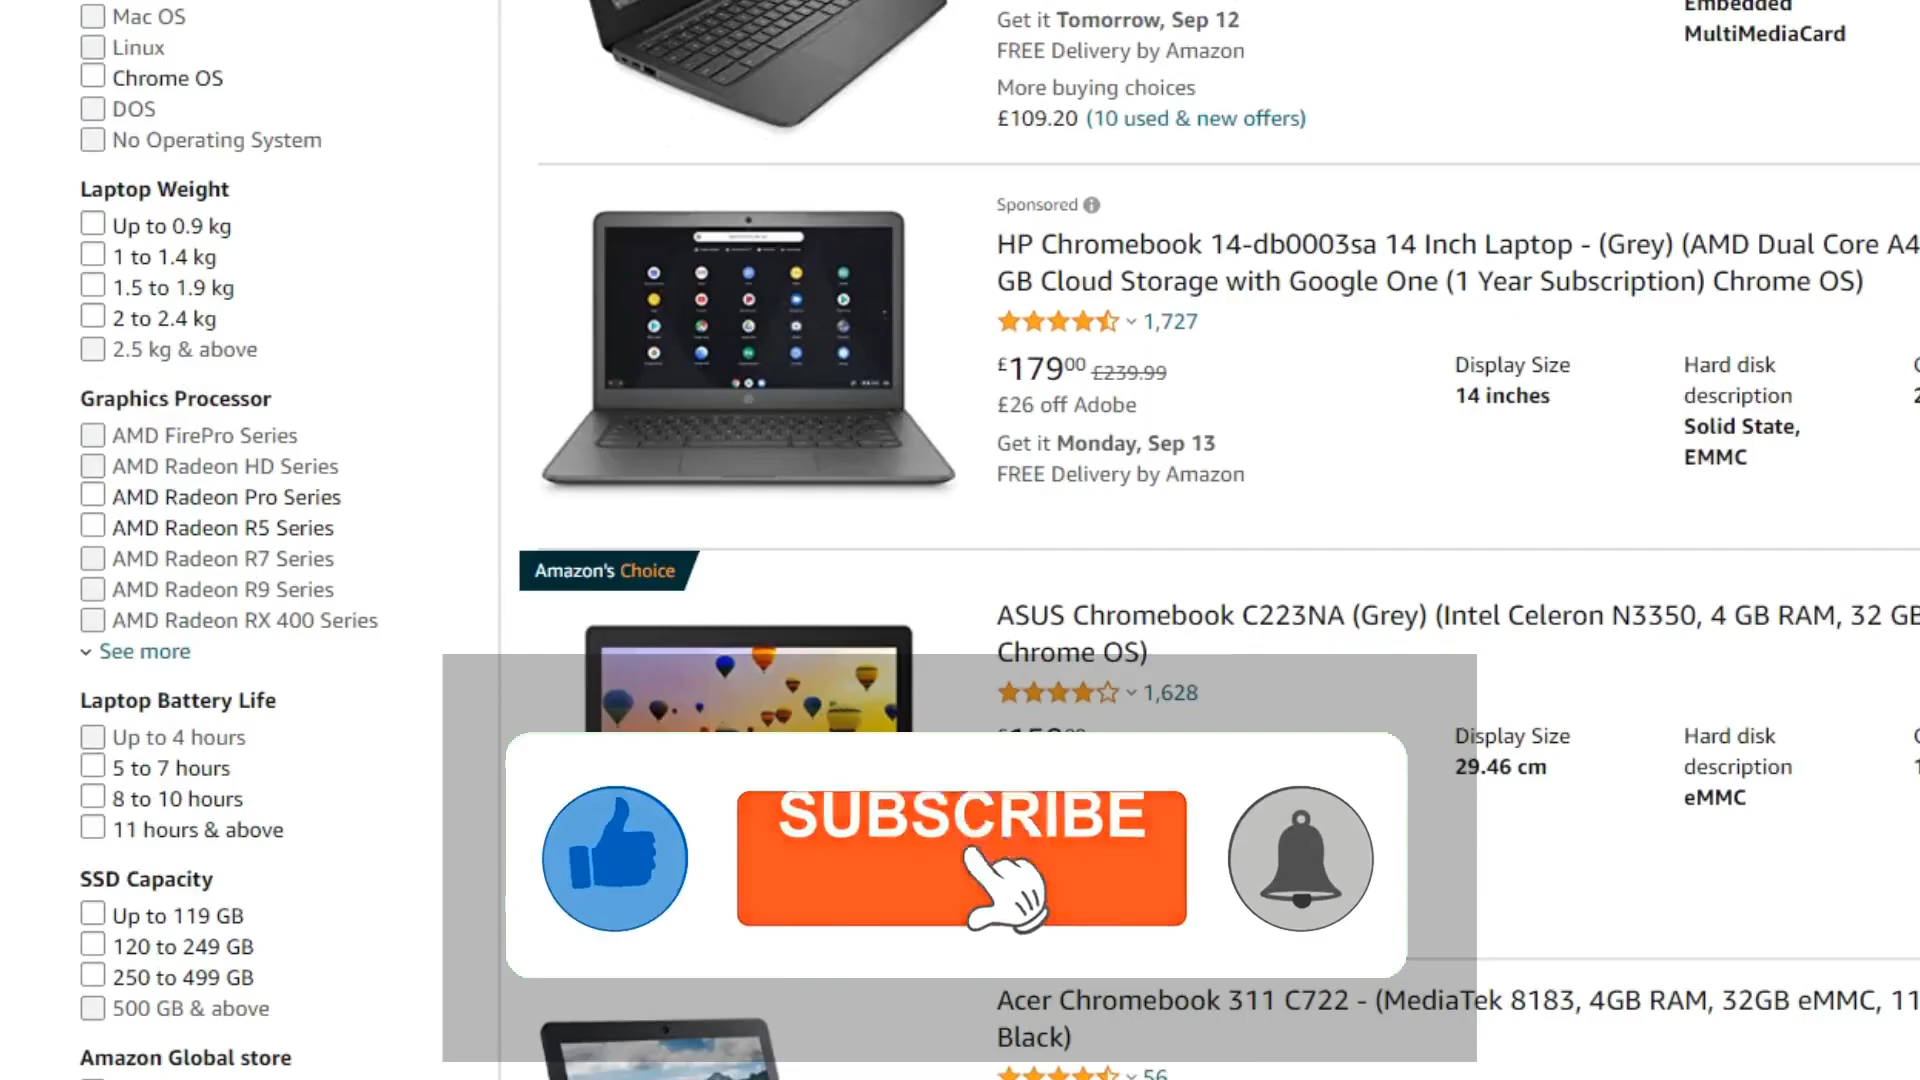 Mac OS
Linux
Chrome OS
DOS
No Operating System
Laptop Weight
Up to 0.9 kg
1 to 1.4 kg
1.5 to 1.9 kg
2 to 2.4 kg
2.5 kg & above
Graphics Processor
AMD FirePro Series
AMD Radeon HD Series
AMD Radeon Pro Series
AMD Radeon R5 Series
AMD Radeon R7 Series
AMD Radeon R9 Series
AMD Radeon RX 400 Series
See more
Laptop Battery Life
Up to 4 hours
5 to 7 hours
8 to 10 hours
11 hours & above
SSD Capacity
Up to 119 GB
120 to 249 GB
250 to 499 GB
500 GB & above
Amazon Global store
Get it Tomorrow, Sep 12
FREE Delivery by Amazon
More buying choices
£109.20 (10 used & new offers)
Embedded
MultiMediaCard
Sponsored
HP Chromebook 14-db0003sa 14 Inch Laptop - (Grey) (AMD Dual Core A4
GB Cloud Storage with Google One (1 Year Subscription) Chrome OS)
1,727
£17900 £239.99
£26 off Adobe
Get it Monday, Sep 13
FREE Delivery by Amazon
Display Size
14 inches
Hard disk
description
Solid State,
EMMC
Amazon's Choice
ASUS Chromebook C223NA (Grey) (Intel Celeron N3350, 4 GB RAM, 32 GB
Chrome OS)
1,628
Display Size
29.46 cm
Hard disk
description
eMMC
SUBSCRIBE
Acer Chromebook 311 C722 - (MediaTek 8183, 4GB RAM, 32GB eMMC, 11
Black)
56